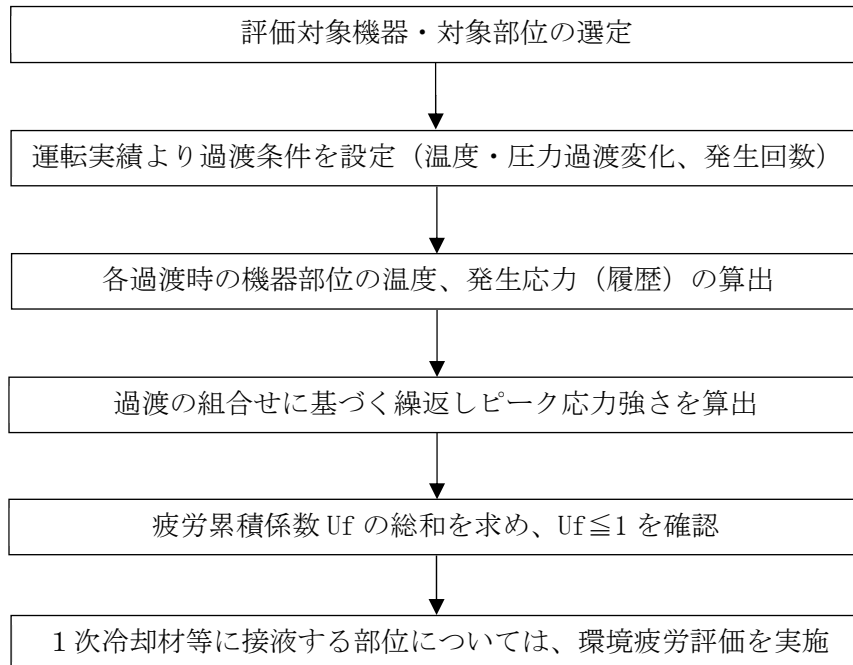 評価対象機器・対象部位の選定
運転実績より過渡条件を設定（温度・圧力過渡変化、発生回数）
各過渡時の機器部位の温度、発生応力（履歴）の算出
過渡の組合せに基づく繰返しピーク応力強さを算出
疲労累積係数 Uf の総和を求め、Uf≦1 を確認
１次冷却材等に接液する部位については、環境疲労評価を実施